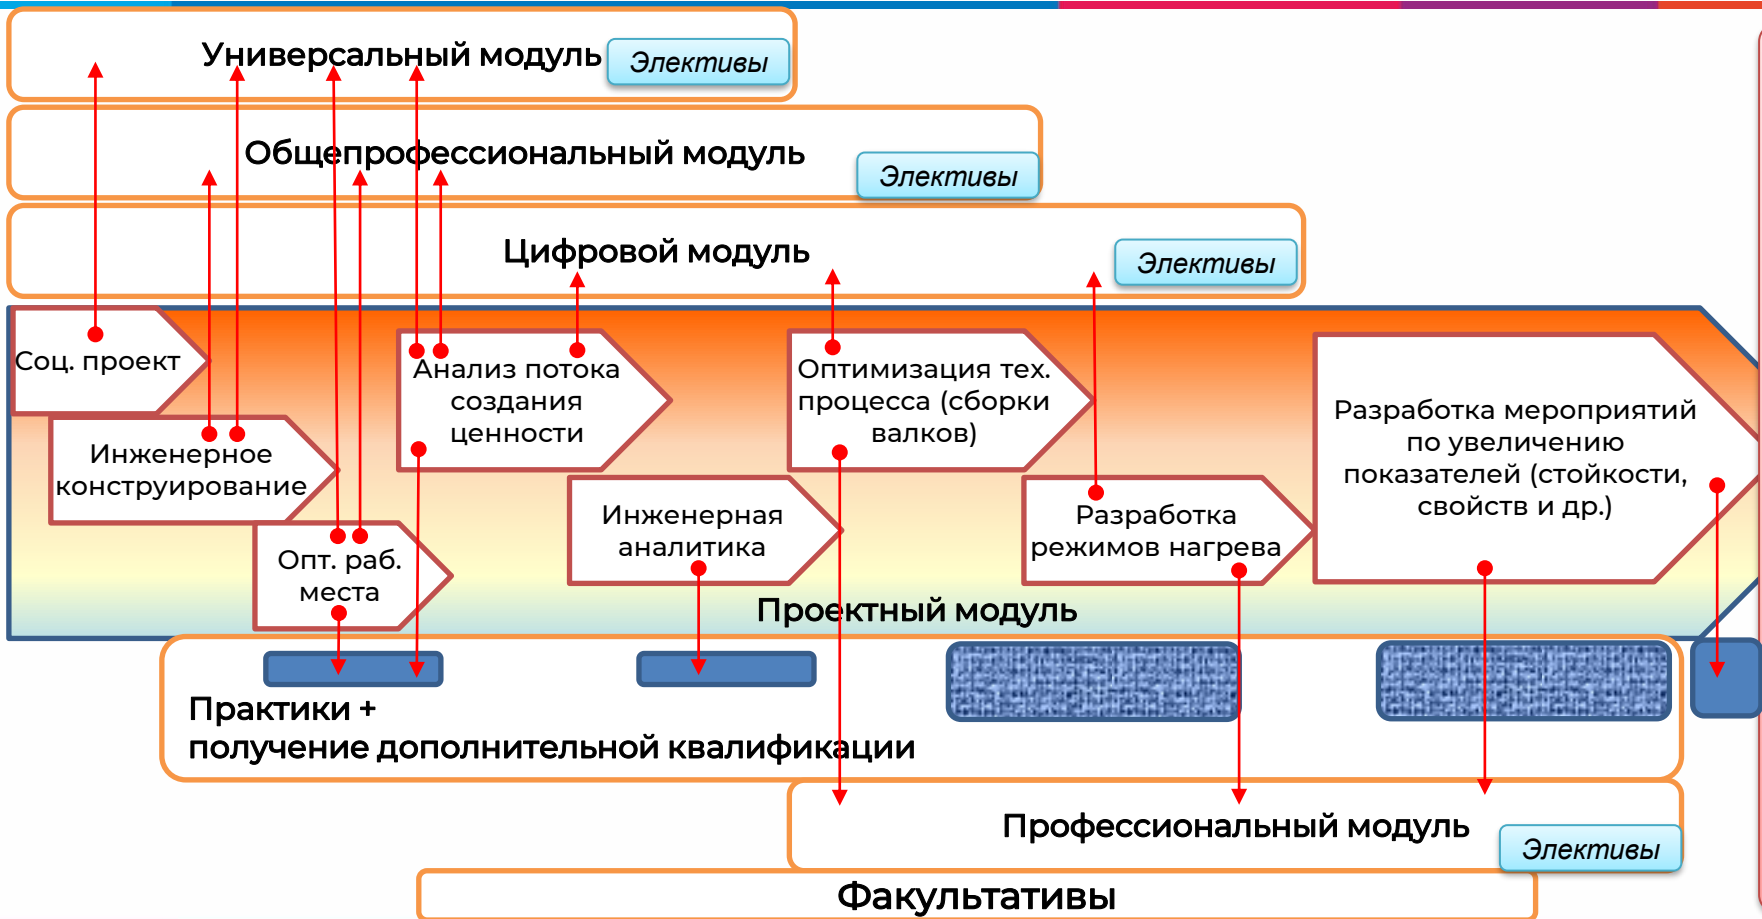 Универсальный модуль
Элективы
Общепрофессиональный модуль
Элективы
Цифровой модуль
Элективы
Соц. проект
Инженерное
конструирование
Опт. раб.
места
Анализ потока
создания
ценности
Инженерная
аналитика
Оптимизация тех.
процесса (сборки
валков)
Разработка
режимов нагрева
Разработка мероприятий
по увеличению
показателей (стойкости,
свойств и др.)
Проектный модуль
Практики +
получение дополнительной квалификации
Профессиональный модуль
Элективы
Факультативы